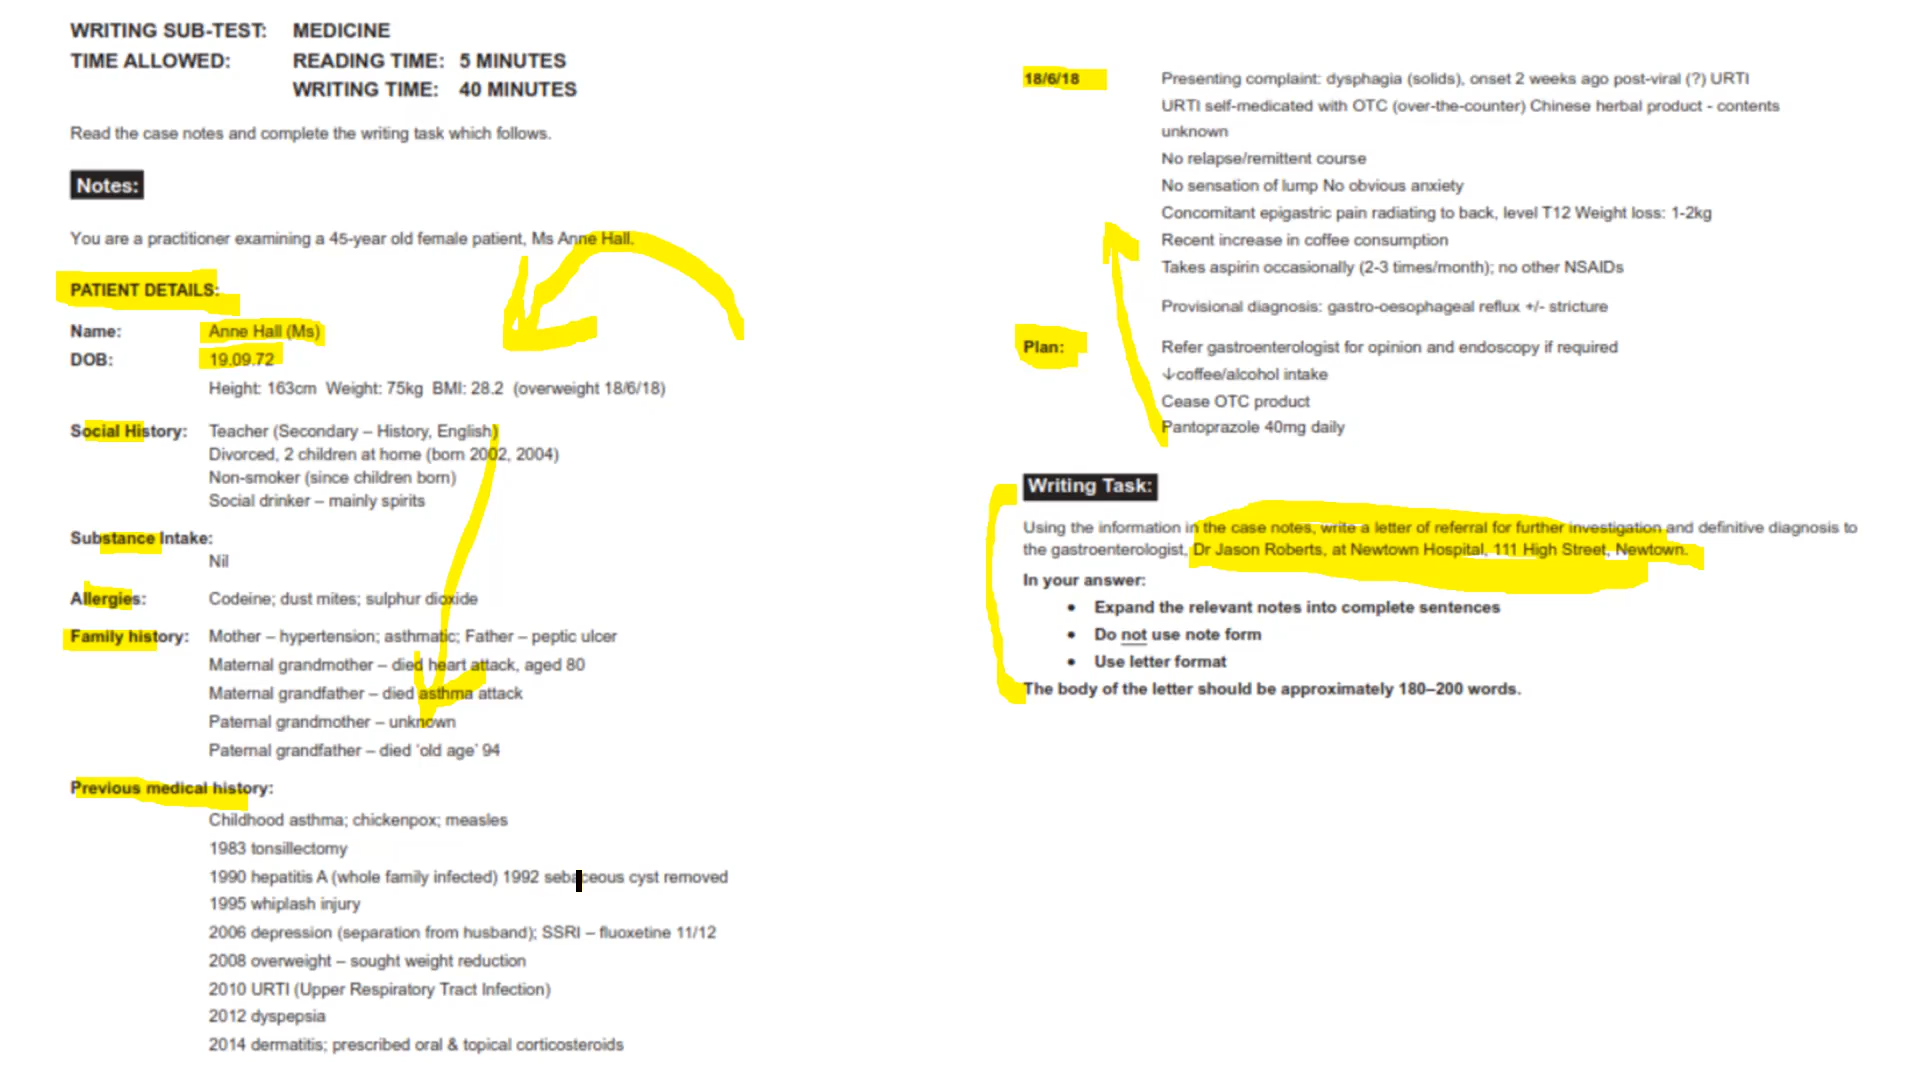 WRITING SUB-TEST: MEDICINE
TIME ALLOWED: READING TIME: 5 MINUTES
WRITING TIME: 40 MINUTES
Read the case notes and complete the writing task which follows.
Notes:
You are a practitioner examining a 45-year old female patient, Ms Anne Hall.
PATIENT DETAILS:
Name: Anne Hall (Ms)
DOB: 19.09.72
Height: 163cm Weight: 75kg BMI: 28.2 (overweight 18/6/18)
Social History: Teacher (Secondary – History, English)
Divorced, 2 children at home (born 2002, 2004)
Non-smoker (since children born)
Social drinker – mainly spirits
Substance Intake:
Nil
Allergies: Codeine; dust mites; sulphur dioxide
Family history: Mother – hypertension; asthmatic; Father – peptic ulcer
Maternal grandmother – died heart attack, aged 80
Maternal grandfather – died asthma attack
Paternal grandmother – unknown
Paternal grandfather – died ‘old age’ 94
Previous medical history:
Childhood asthma; chickenpox; measles
1983 tonsillectomy
1990 hepatitis A (whole family infected) 1992 sebaceous cyst removed
1995 whiplash injury
2006 depression (separation from husband); SSRI – fluoxetine 11/12
2008 overweight – sought weight reduction
2010 URTI (Upper Respiratory Tract Infection)
2012 dyspepsia
2014 dermatitis; prescribed oral & topical corticosteroids
18/6/18 Presenting complaint: dysphagia (solids), onset 2 weeks ago post-viral (?) URTI
URTI self-medicated with OTC (over-the-counter) Chinese herbal product - contents
unknown
No relapse/remittent course
No sensation of lump No obvious anxiety
Concomitant epigastric pain radiating to back, level T12 Weight loss: 1-2kg
Recent increase in coffee consumption
Takes aspirin occasionally (2-3 times/month); no other NSAIDs
Provisional diagnosis: gastro-oesophageal reflux +/- stricture
Plan: Refer gastroenterologist for opinion and endoscopy if required
↓coffee/alcohol intake
Cease OTC product
Pantoprazole 40mg daily
Writing Task:
Using the information in the case notes, write a letter of referral for further investigation and definitive diagnosis to
the gastroenterologist, Dr Jason Roberts, at Newtown Hospital, 111 High Street, Newtown.
In your answer:
• Expand the relevant notes into complete sentences
• Do not use note form
• Use letter format
The body of the letter should be approximately 180–200 words.